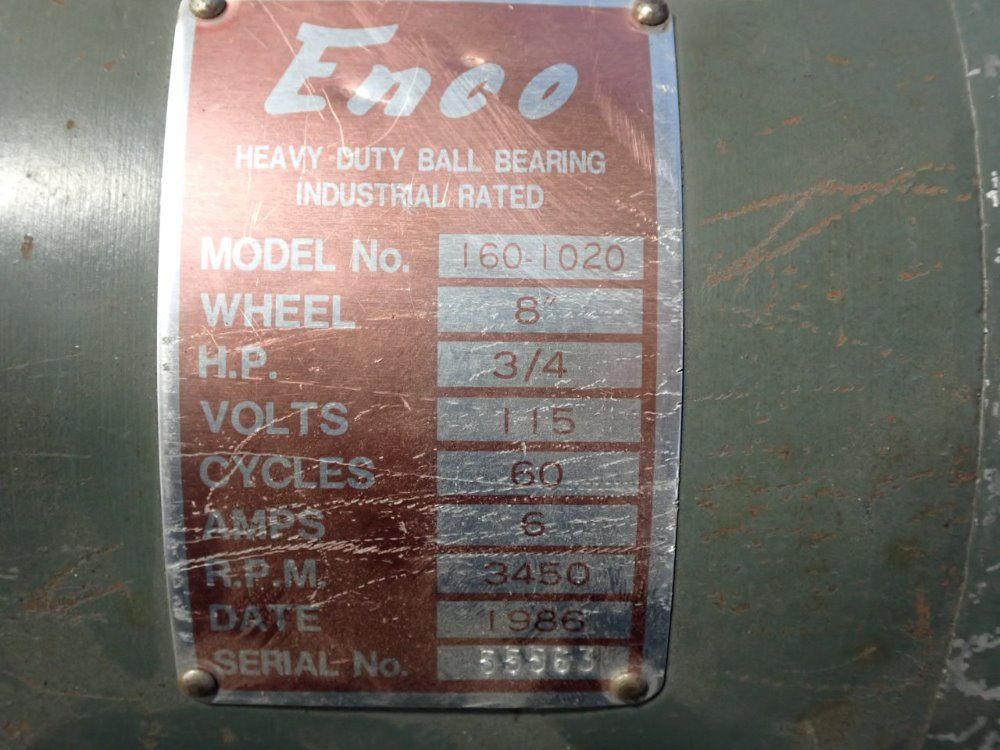 Enco
HEAVY DUTY BALL BEARING
INDUSTRIAL RATED
MODEL No. 160-1020
WHEEL 8"
H.P. 3/4
VOLTS 115
CYCLES 60
AMPS 6
R.P.M. 3450
DATE 1986
SERIAL No.